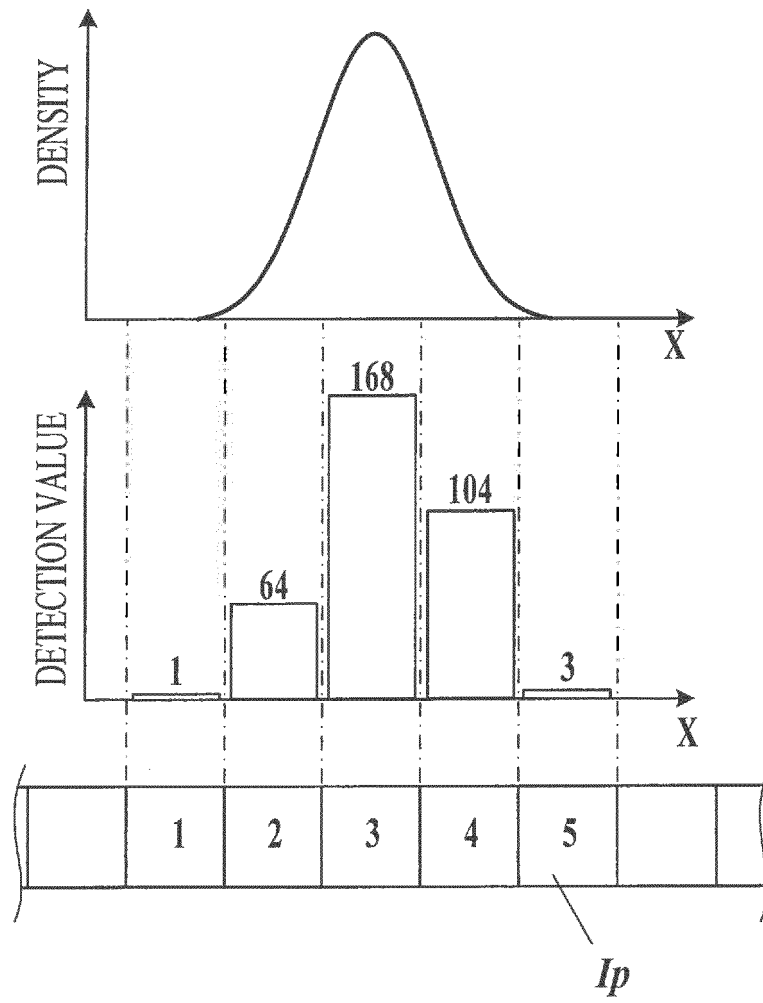 DENSITY
X
DETECTION VALUE
1
64
168
104
3
X
1 2 3 4 5
Ip